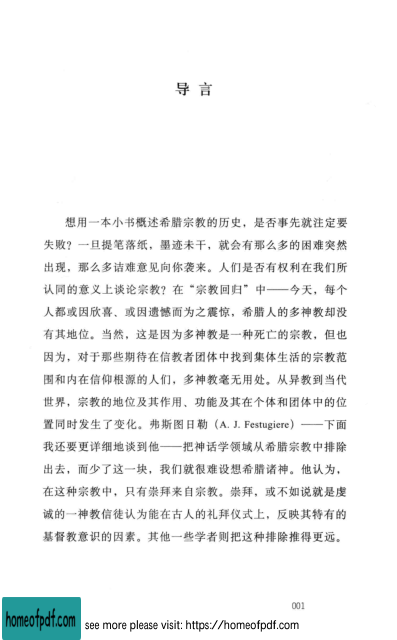 导言
想用一本小书概述希腊宗教的历史，是否事先就注定要
失败？一旦提笔落纸，墨迹未干，就会有那么多的困难突然
出现，那么多诘难意见向你袭来。人们是否有权利在我们所
认同的意义上谈论宗教？在“宗教回归”中——今天，每个
人都或因欣喜、或因遗憾而为之震惊，希腊人的多神教却没
有其地位。当然，这是因为多神教是一种死亡的宗教，但也
因为，对于那些期待在信教者团体中找到集体生活的宗教范
围和内在信仰根源的人们，多神教毫无用处。从异教到当代
世界，宗教的地位及其作用、功能及其在个体和团体中的位
置同时发生了变化。弗斯图日勒（A. J. Festugiere）——下面
我还要更详细地谈到他——把神话学领域从希腊宗教中排除
出去，而少了这一块，我们就很难设想希腊诸神。他认为，
在这种宗教中，只有崇拜来自宗教。崇拜，或不如说就是虔
诚的一神教信徒认为能在古人的礼拜仪式上，反映其特有的
基督教意识的因素。其他一些学者则把这种排除推得更远。
001
homeofpdf.com
see more please visit: https://homeofpdf.com